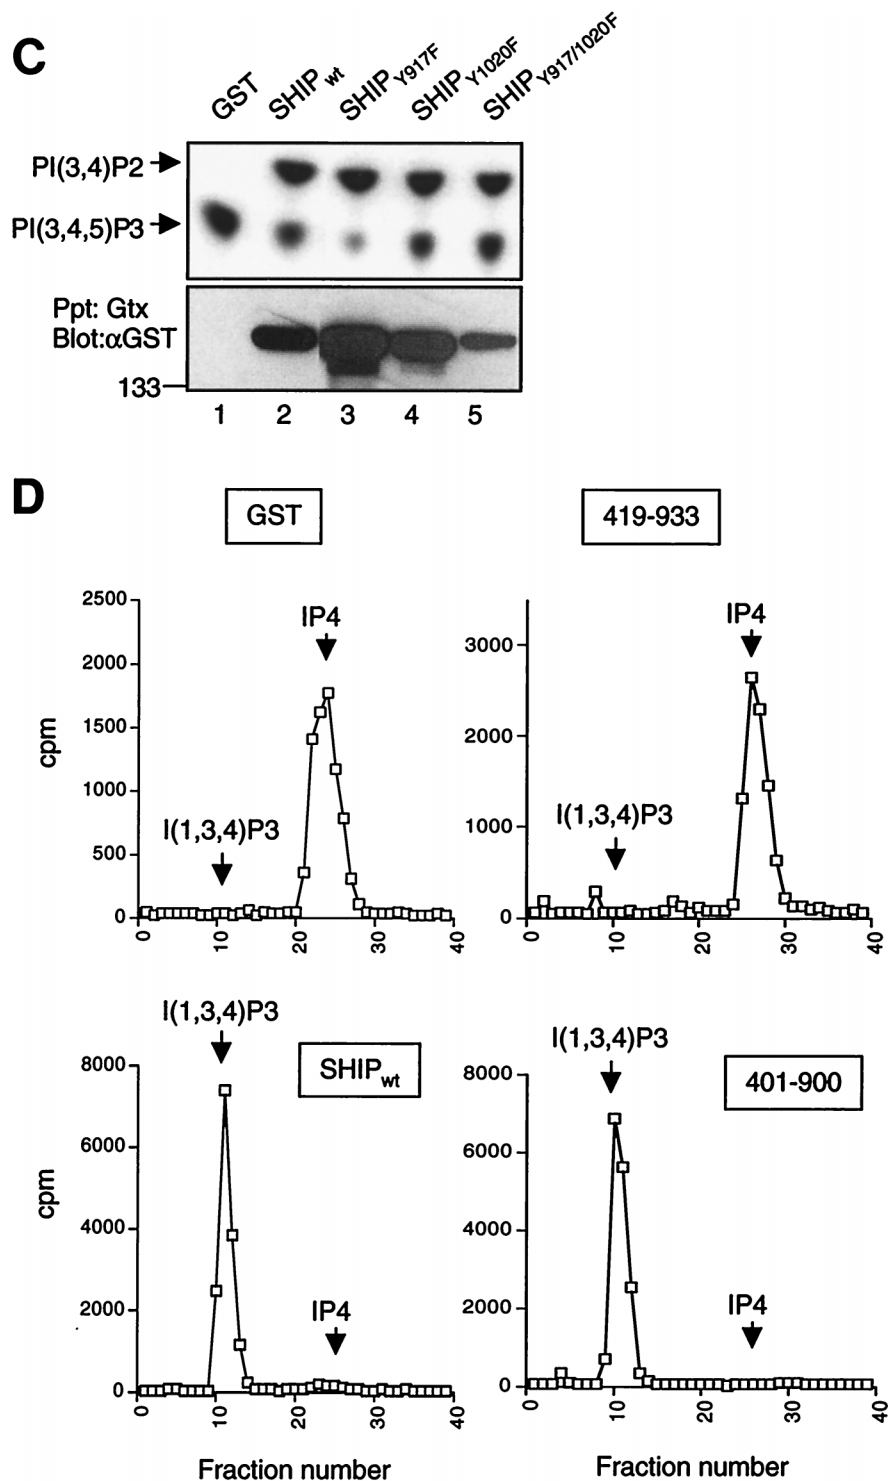 C
GST SHIPwt SHIPY917F SHIPY1020F SHIPY917/1020F
PI(3,4)P2
PI(3,4,5)P3
Ppt: Gtx
Blot:αGST
133
1 2 3 4 5
D
GST
419-933
2500
2000
1500
1000
500
0
cpm
IP4
I(1,3,4)P3
0 10 20 30 40
3000
2000
1000
0
IP4
I(1,3,4)P3
0 10 20 30 40
I(1,3,4)P3
SHIPwt
8000
6000
4000
2000
0
cpm
IP4
0 10 20 30 40
Fraction number
I(1,3,4)P3
401-900
8000
6000
4000
2000
0
IP4
0 10 20 30 40
Fraction number